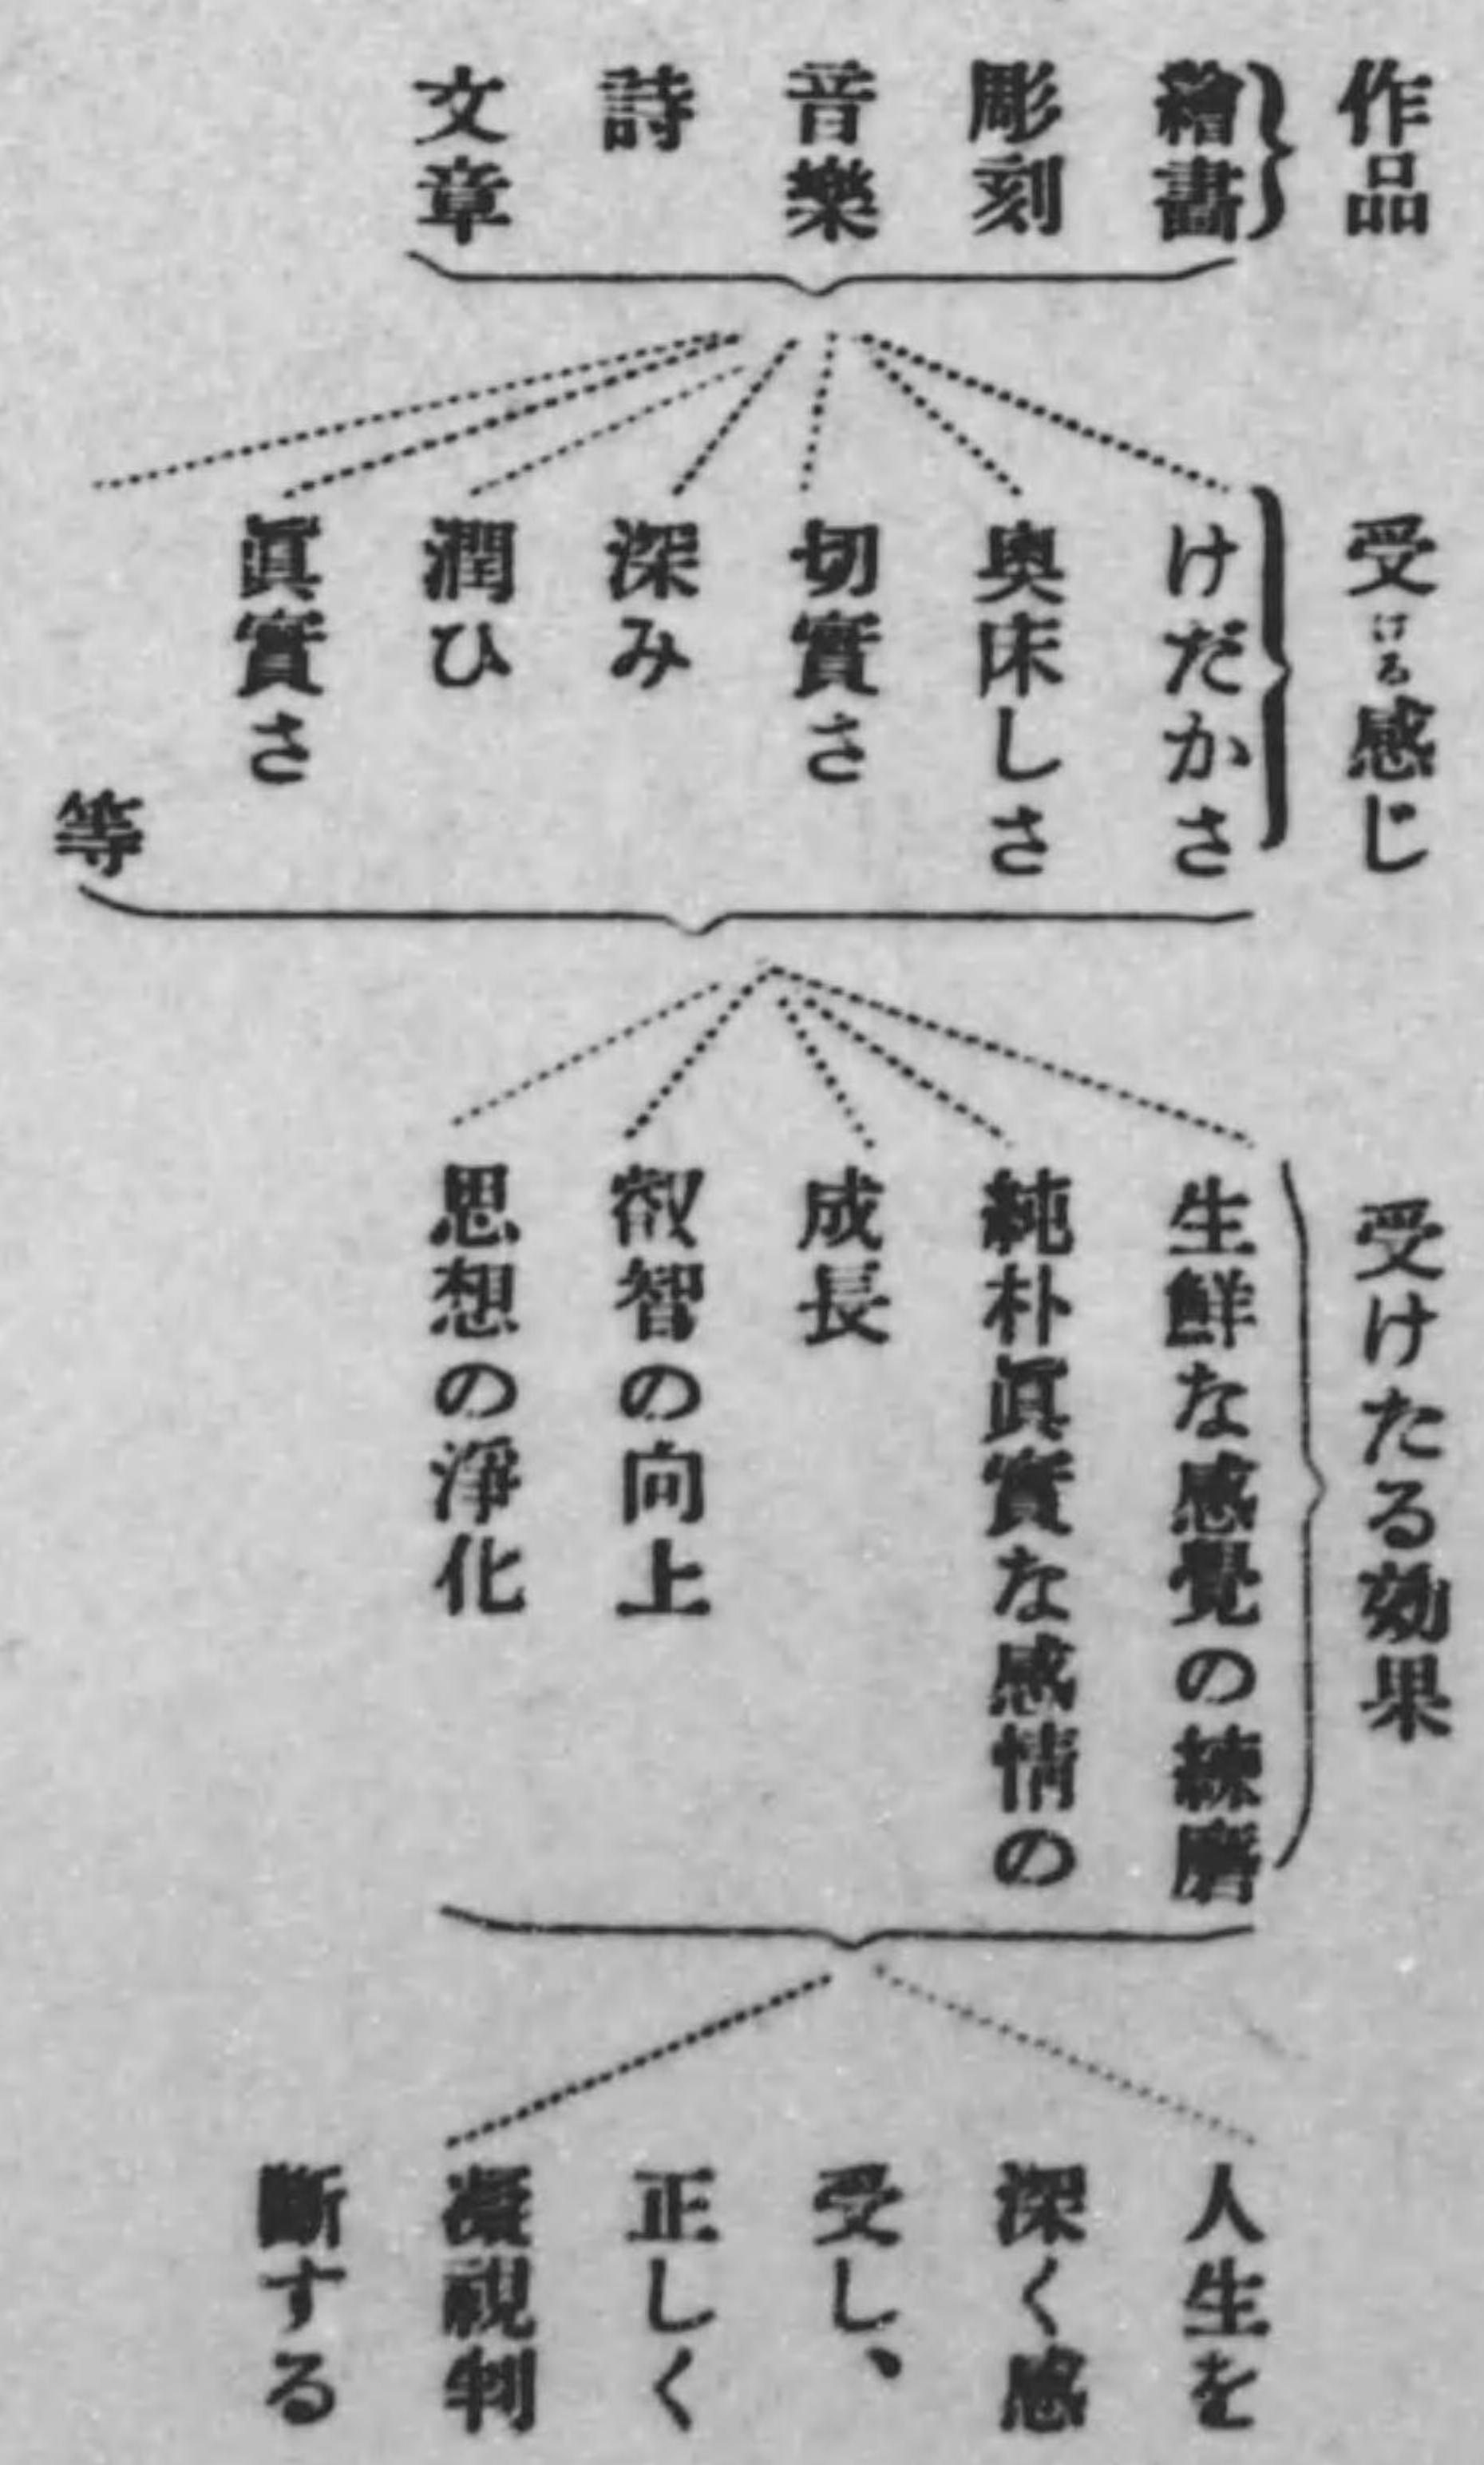 作品
繪畵
彫刻
音樂
詩
文章
受ける感じ
けだかさ
奥床しさ
切實さ
深み
潤ひ
眞實さ
等
受けたる効果
生鮮な感覺の練磨
純朴眞實な感情の
成長
叡智の向上
思想の淨化
人生を
深く感
受し、
正しく
凝視判
斷する